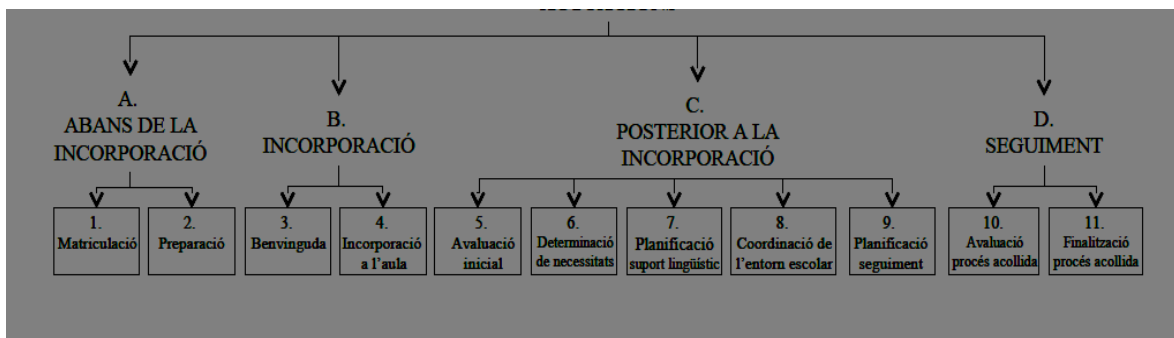 A.
ABANS DE LA
INCORPORACIÓ
B.
INCORPORACIÓ
C.
POSTERIOR A LA
INCORPORACIÓ
D.
SEGUIMENT
1.
Matriculació
2.
Preparació
3.
Benvinguda
4.
Incorporació
a l'aula
5.
Avaluació
inicial
6.
Determinació
de necessitats
7.
Planificació
suport lingüístic
8.
Coordinació de
l'entorn escolar
9.
Planificació
seguiment
10.
Avaluació
procés acollida
11.
Finalització
procés acollida